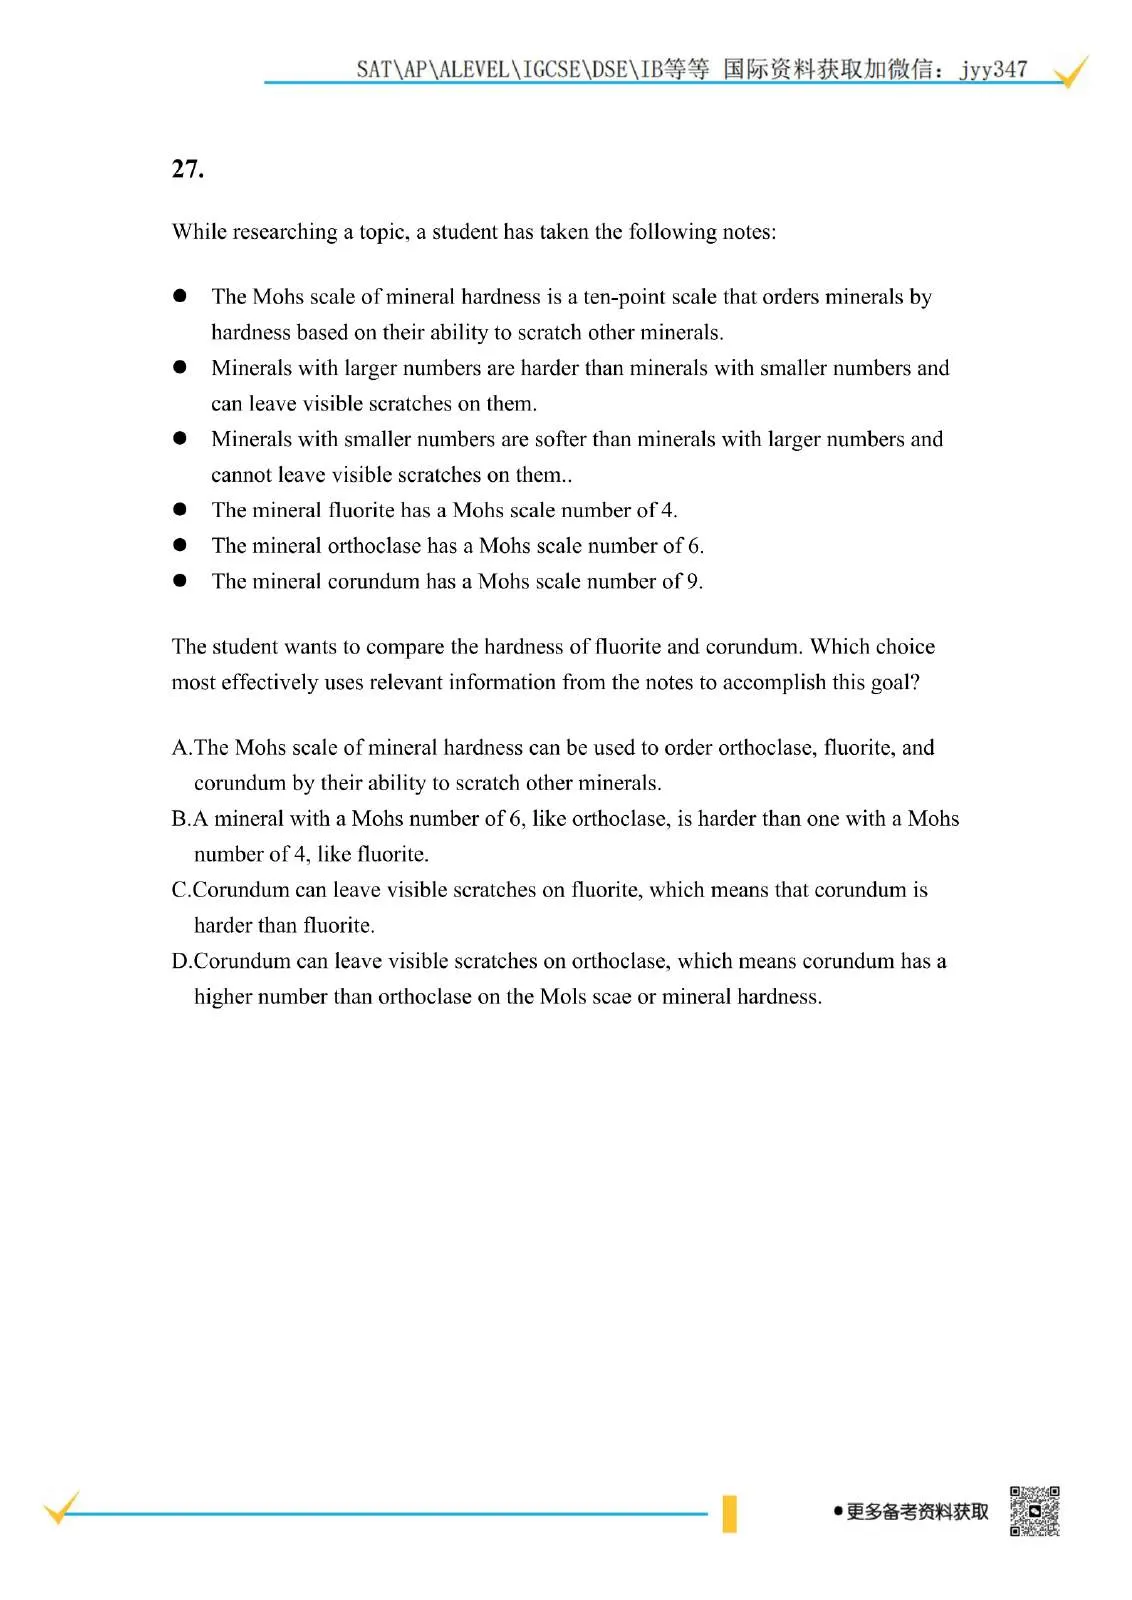 SAT\AP\ALEVEL\IGCSE\DSE\IB等等 国际资料获取加微信：jyy347
27.
While researching a topic, a student has taken the following notes:
● The Mohs scale of mineral hardness is a ten-point scale that orders minerals by
hardness based on their ability to scratch other minerals.
● Minerals with larger numbers are harder than minerals with smaller numbers and
can leave visible scratches on them.
● Minerals with smaller numbers are softer than minerals with larger numbers and
cannot leave visible scratches on them..
● The mineral fluorite has a Mohs scale number of 4.
● The mineral orthoclase has a Mohs scale number of 6.
● The mineral corundum has a Mohs scale number of 9.
The student wants to compare the hardness of fluorite and corundum. Which choice
most effectively uses relevant information from the notes to accomplish this goal?
A.The Mohs scale of mineral hardness can be used to order orthoclase, fluorite, and
corundum by their ability to scratch other minerals.
B.A mineral with a Mohs number of 6, like orthoclase, is harder than one with a Mohs
number of 4, like fluorite.
C.Corundum can leave visible scratches on fluorite, which means that corundum is
harder than fluorite.
D.Corundum can leave visible scratches on orthoclase, which means corundum has a
higher number than orthoclase on the Mols scae or mineral hardness.
●更多备考资料获取